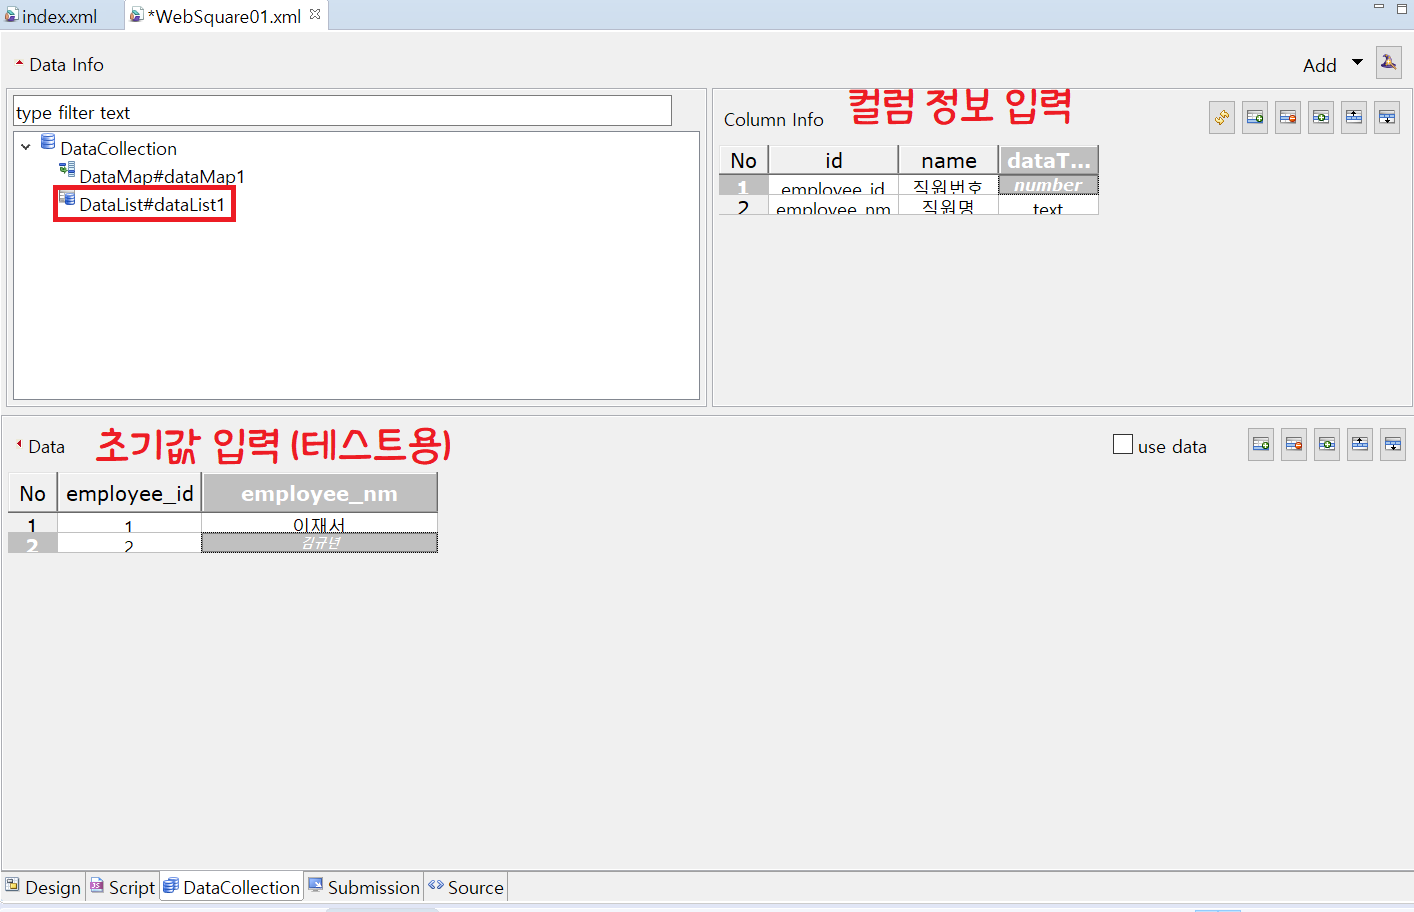 index.xml
*WebSquare01.xml
Data Info
Add
type filter text
DataCollection
DataMap#dataMap1
DataList#dataList1
Column Info
컬럼 정보 입력
No id name dataT...
1 employee_id 직원번호 number
2 employee_nm 직원명 text
Data
초기값 입력 (테스트용)
use data
No employee_id employee_nm
1 1 이재서
2 2 김규년
Design Script DataCollection Submission Source